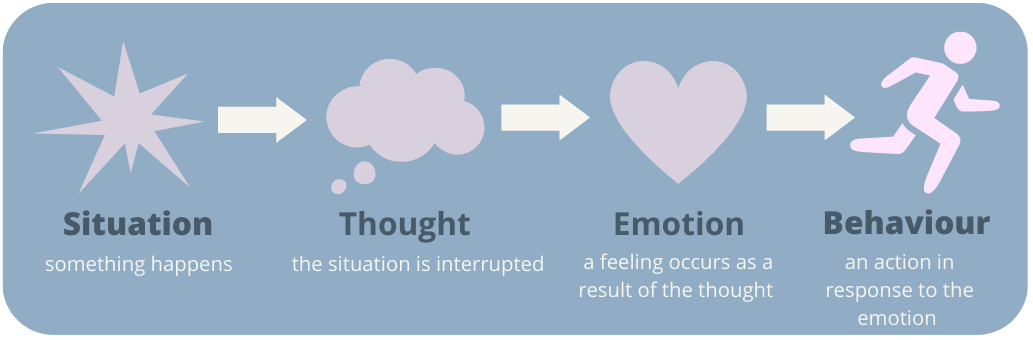 Situation
something happens
Thought
the situation is interrupted
Emotion
a feeling occurs as a
result of the thought
Behaviour
an action in
response to the
emotion